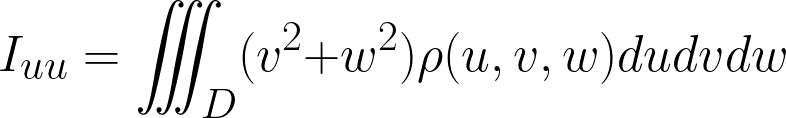 I_{uu} = \iiint_D (v^2+w^2)\rho(u,v,w)dudvdw